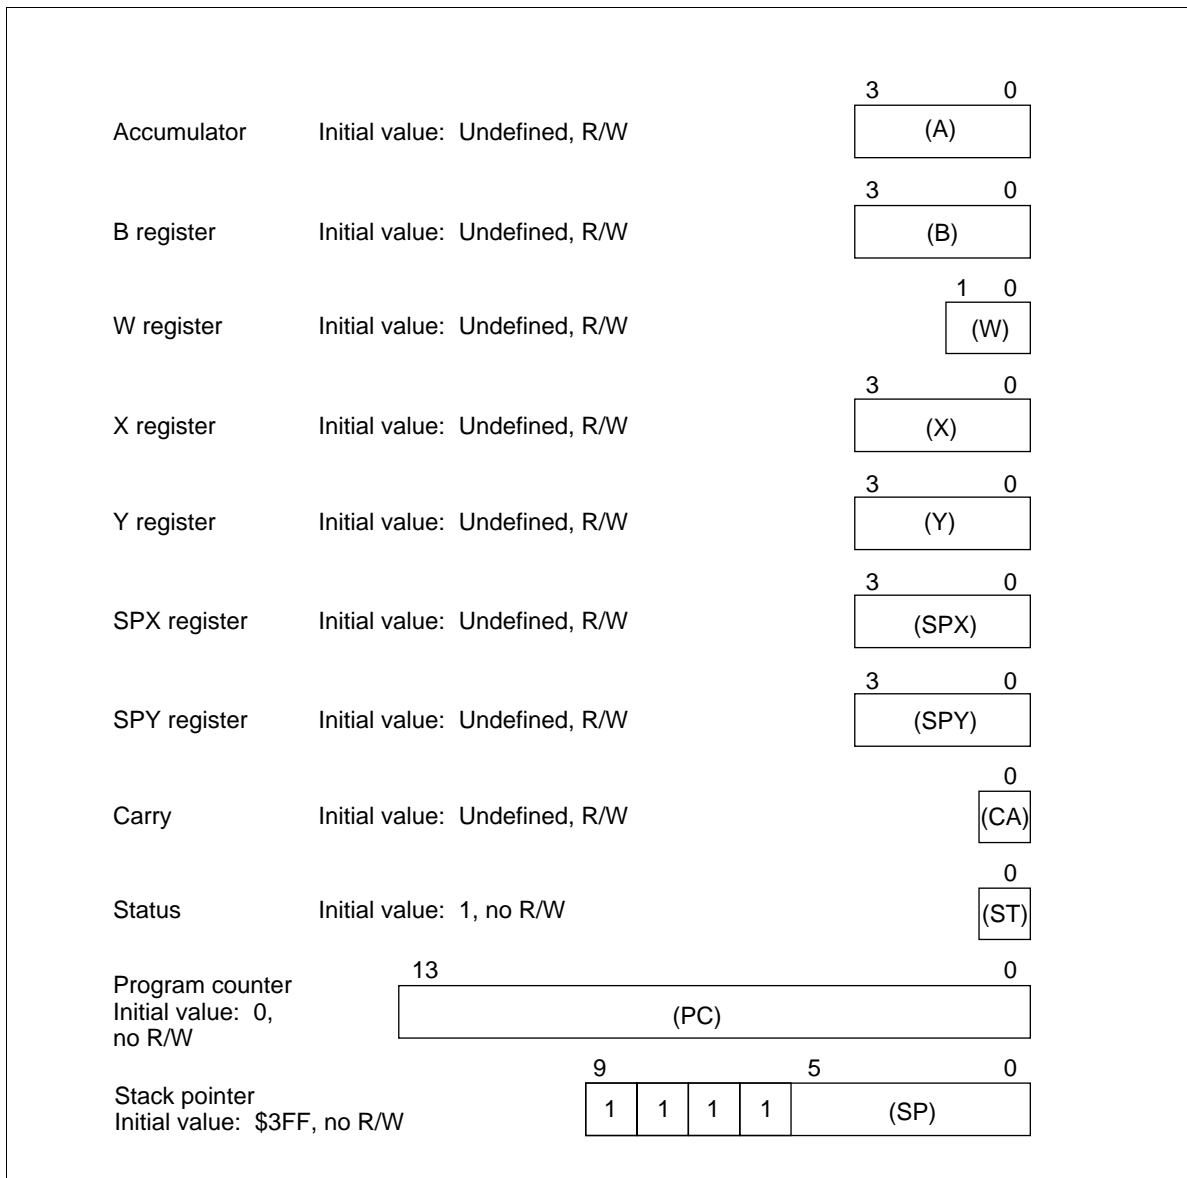 3 0
Accumulator Initial value: Undefined, R/W (A)
3 0
B register Initial value: Undefined, R/W (B)
1 0
W register Initial value: Undefined, R/W (W)
3 0
X register Initial value: Undefined, R/W (X)
3 0
Y register Initial value: Undefined, R/W (Y)
3 0
SPX register Initial value: Undefined, R/W (SPX)
3 0
SPY register Initial value: Undefined, R/W (SPY)
0
Carry Initial value: Undefined, R/W (CA)
0
Status Initial value: 1, no R/W (ST)
13 0
Program counter
Initial value: 0, (PC)
no R/W
9 5 0
Stack pointer
Initial value: $3FF, no R/W 1 1 1 1 (SP)